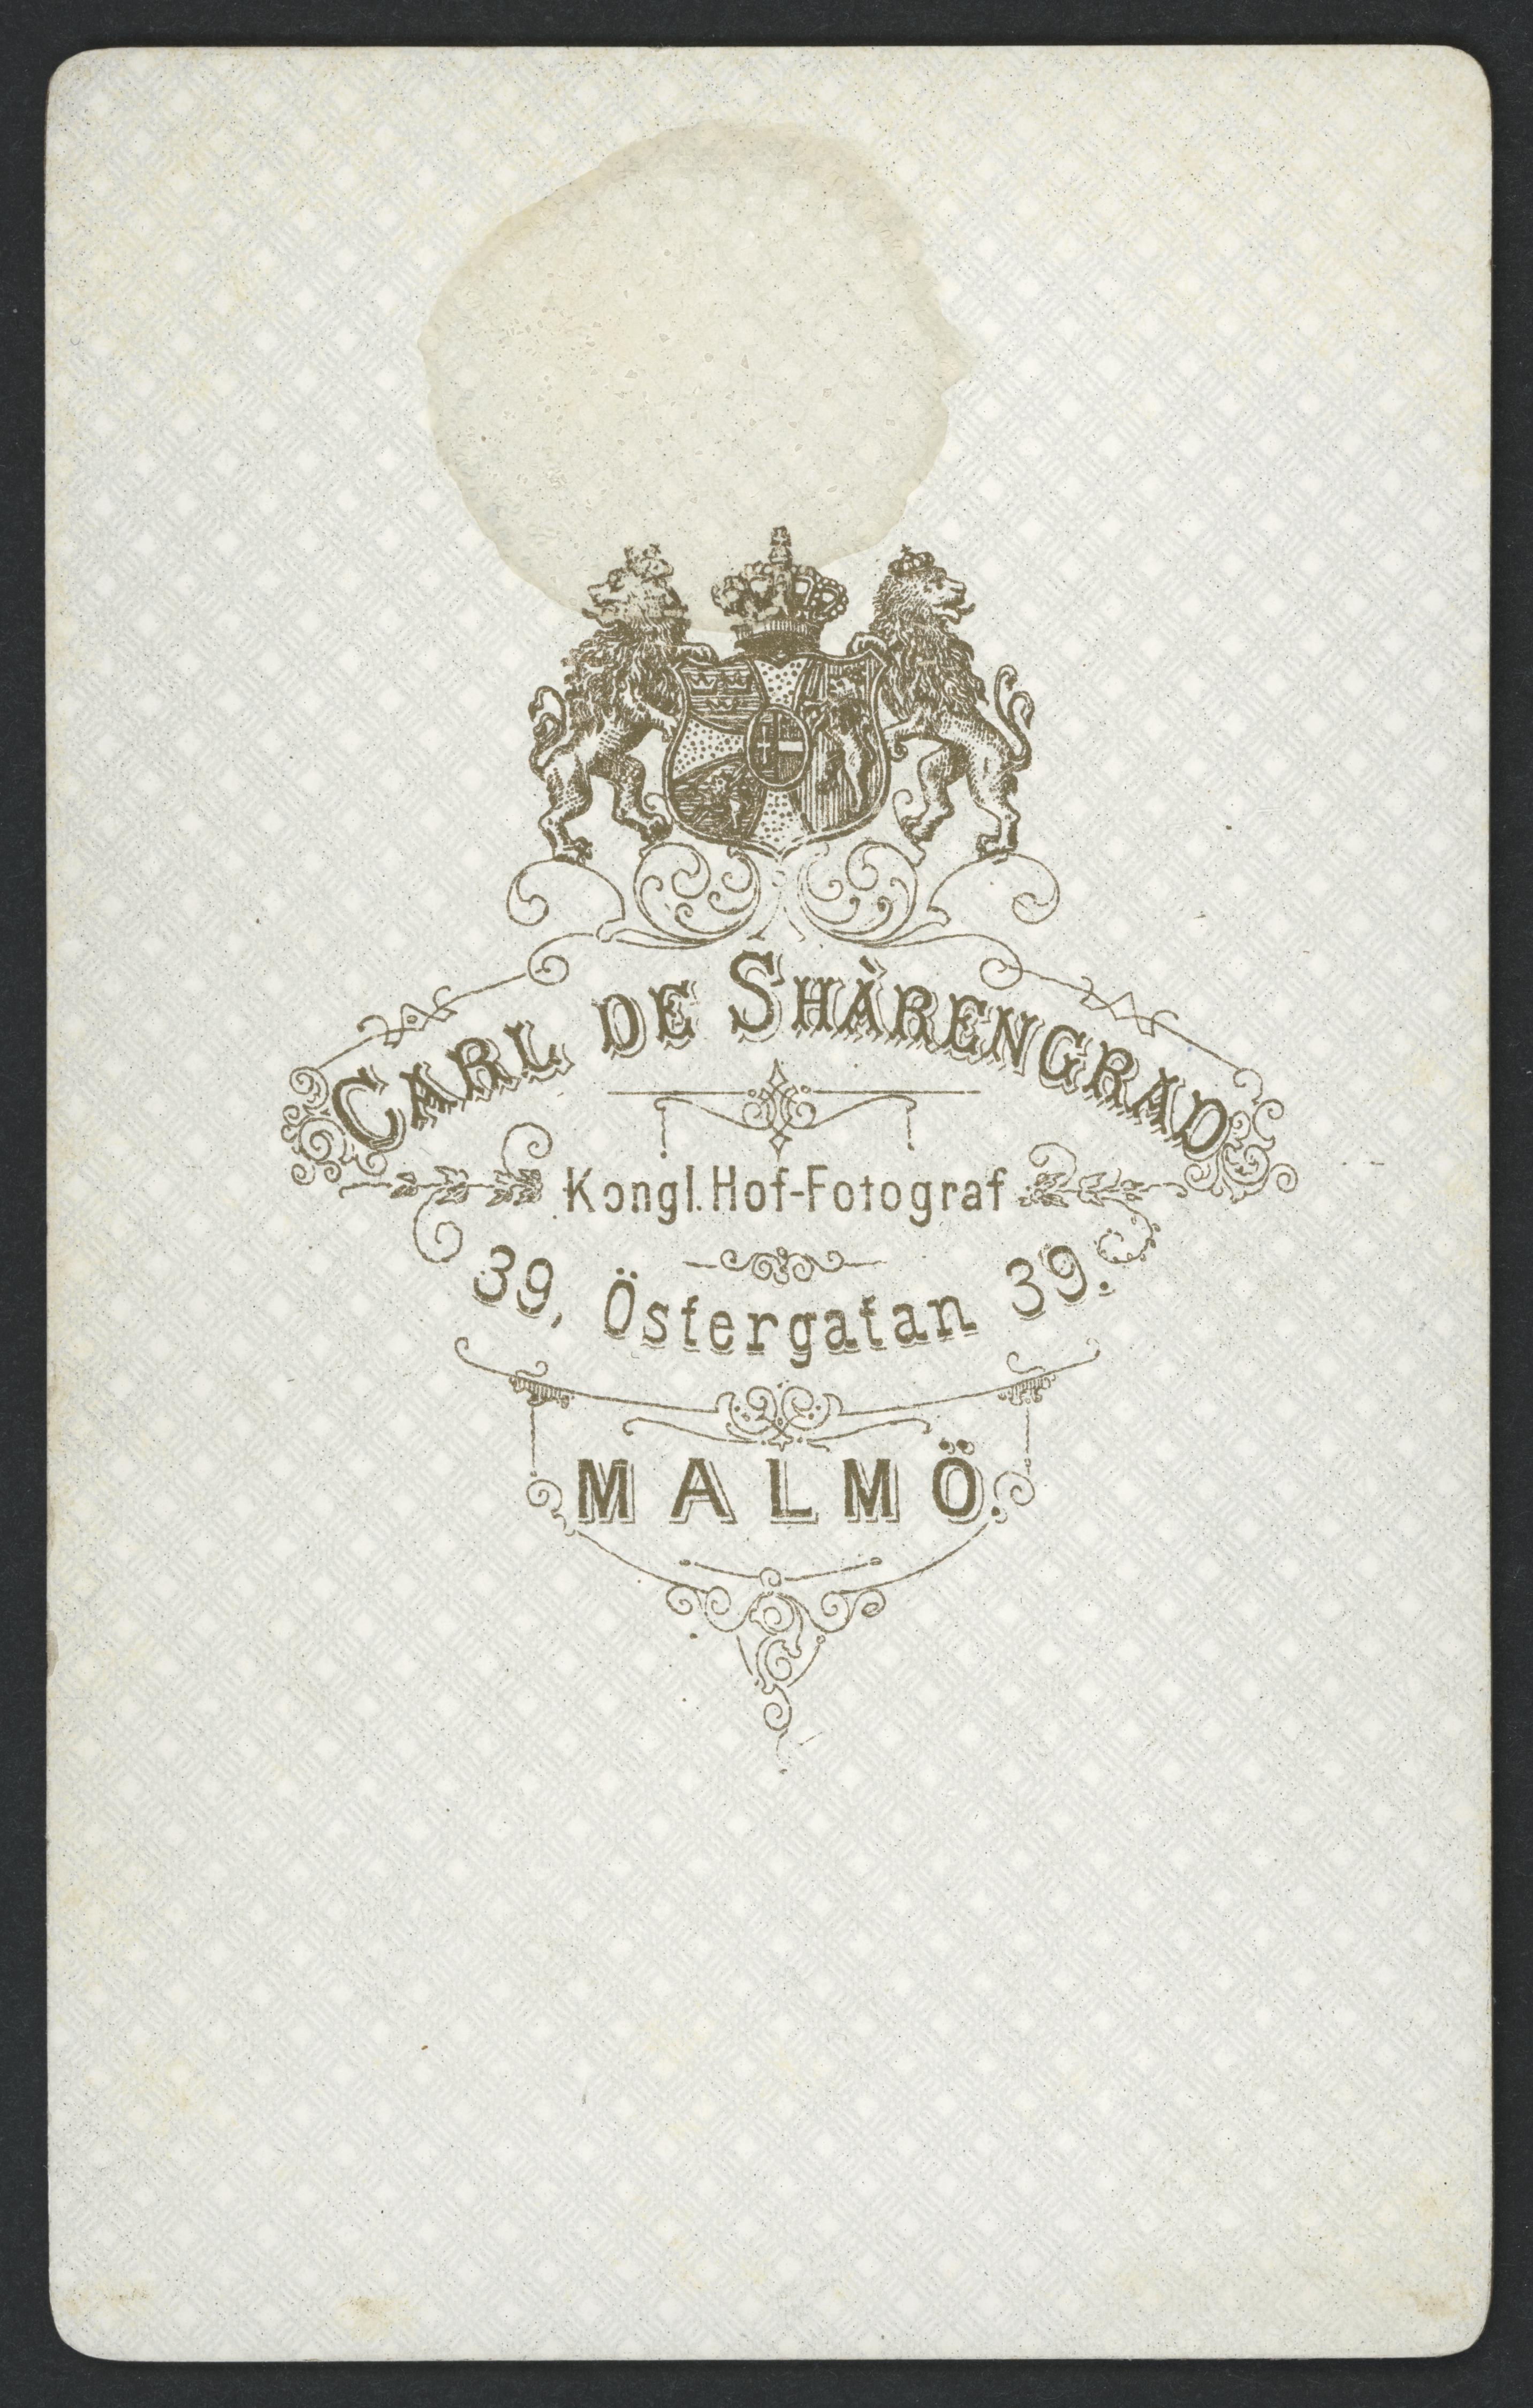 CARL DE SHÀRENGRAD
Kongl. Hof-Fotograf
39, Östergatan 39.
MALMÖ.